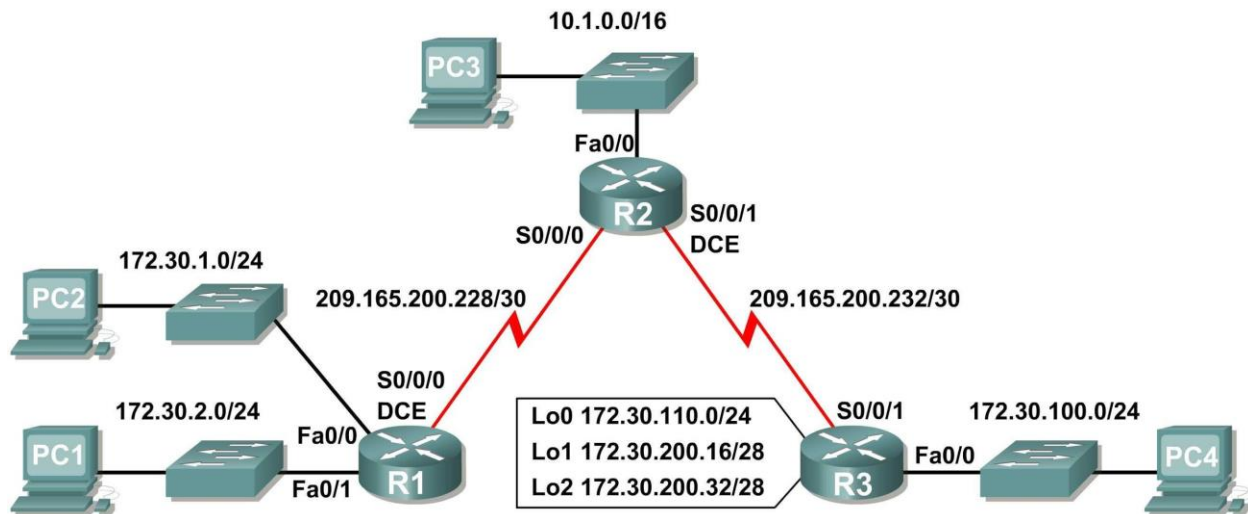 10.1.0.0/16
PC3
Fa0/0
R2
S0/0/0
S0/0/1
DCE
172.30.1.0/24
PC2
209.165.200.228/30
209.165.200.232/30
S0/0/0
DCE
172.30.2.0/24
Fa0/0
PC1
Fa0/1
R1
Lo0 172.30.110.0/24
Lo1 172.30.200.16/28
Lo2 172.30.200.32/28
S0/0/1
172.30.100.0/24
Fa0/0
R3
PC4